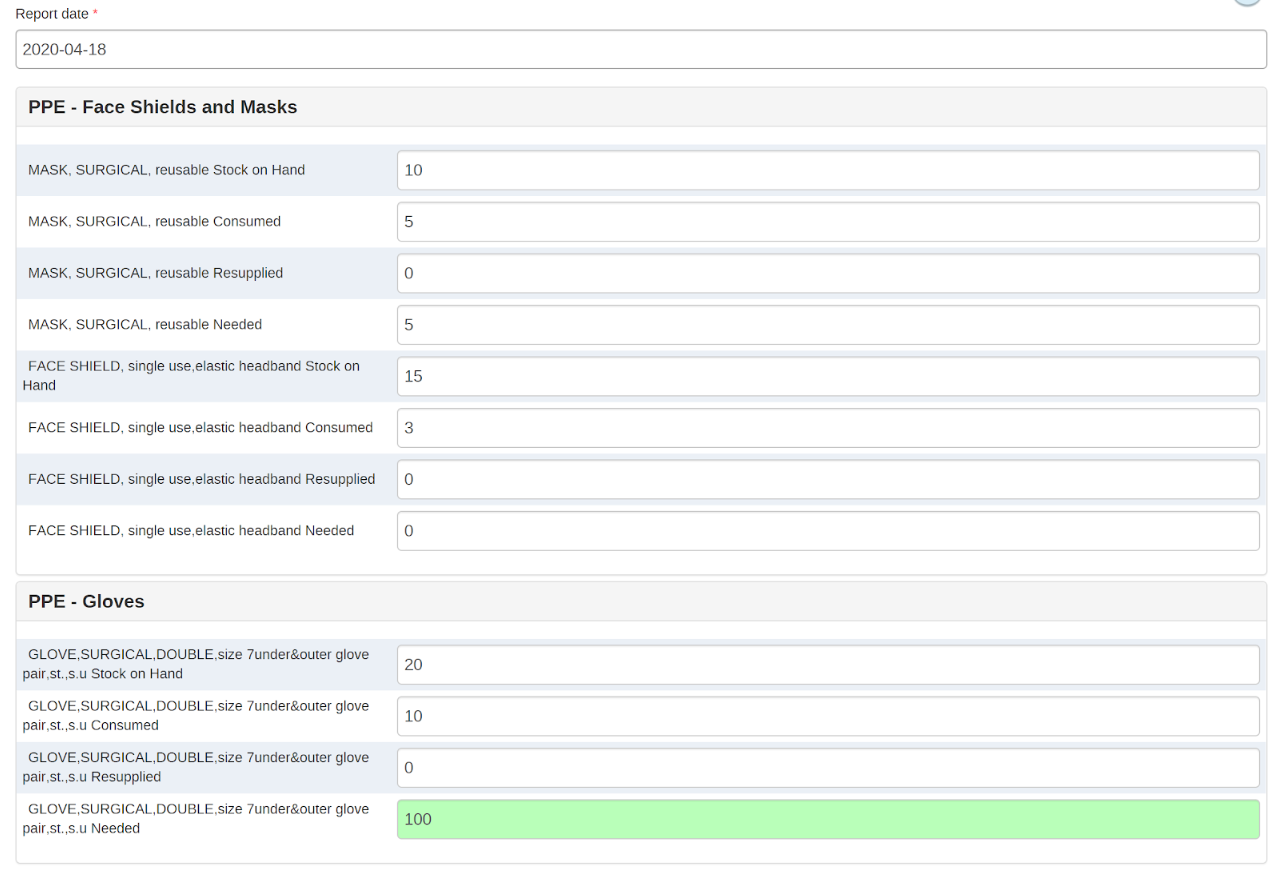 Report date *
2020-04-18
PPE - Face Shields and Masks
MASK, SURGICAL, reusable Stock on Hand
10
MASK, SURGICAL, reusable Consumed
5
MASK, SURGICAL, reusable Resupplied
0
MASK, SURGICAL, reusable Needed
5
FACE SHIELD, single use,elastic headband Stock on
Hand
15
FACE SHIELD, single use,elastic headband Consumed
3
FACE SHIELD, single use,elastic headband Resupplied
0
FACE SHIELD, single use,elastic headband Needed
0
PPE - Gloves
GLOVE,SURGICAL,DOUBLE,size 7under&outer glove
pair,st.,s.u Stock on Hand
20
GLOVE,SURGICAL,DOUBLE,size 7under&outer glove
pair,st.,s.u Consumed
10
GLOVE,SURGICAL,DOUBLE,size 7under&outer glove
pair,st.,s.u Resupplied
0
GLOVE,SURGICAL,DOUBLE,size 7under&outer glove
pair,st.,s.u Needed
100